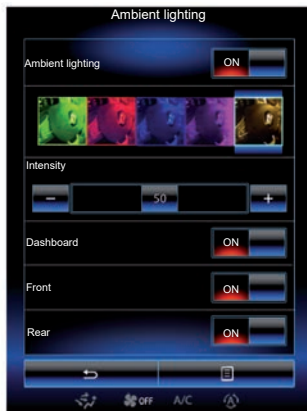 Ambient lighting
Ambient lighting ON
Intensity
− 50 +
Dashboard ON
Front ON
Rear ON
OFF A/C